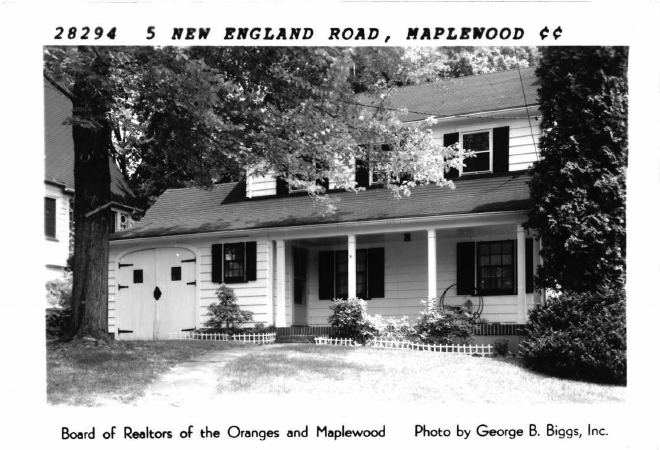 28294 5 NEW ENGLAND ROAD, MAPLEWOOD ¢¢
Board of Realtors of the Oranges and Maplewood Photo by George B. Biggs, Inc.